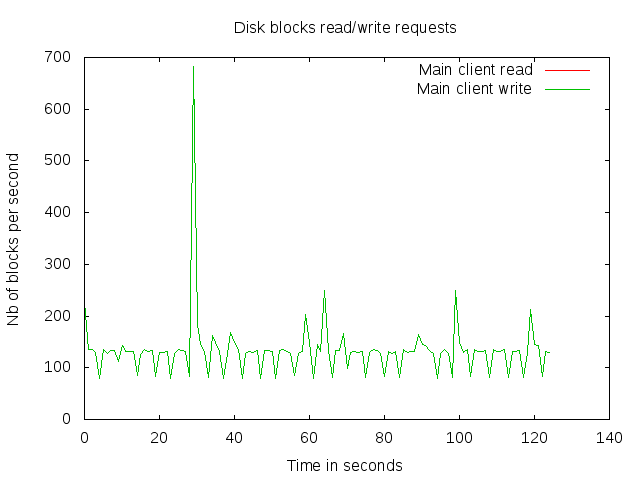 Disk blocks read/write requests
700
600
500
400
300
200
100
0
Nb of blocks per second
Main client read
Main client write
0 20 40 60 80 100 120 140
Time in seconds